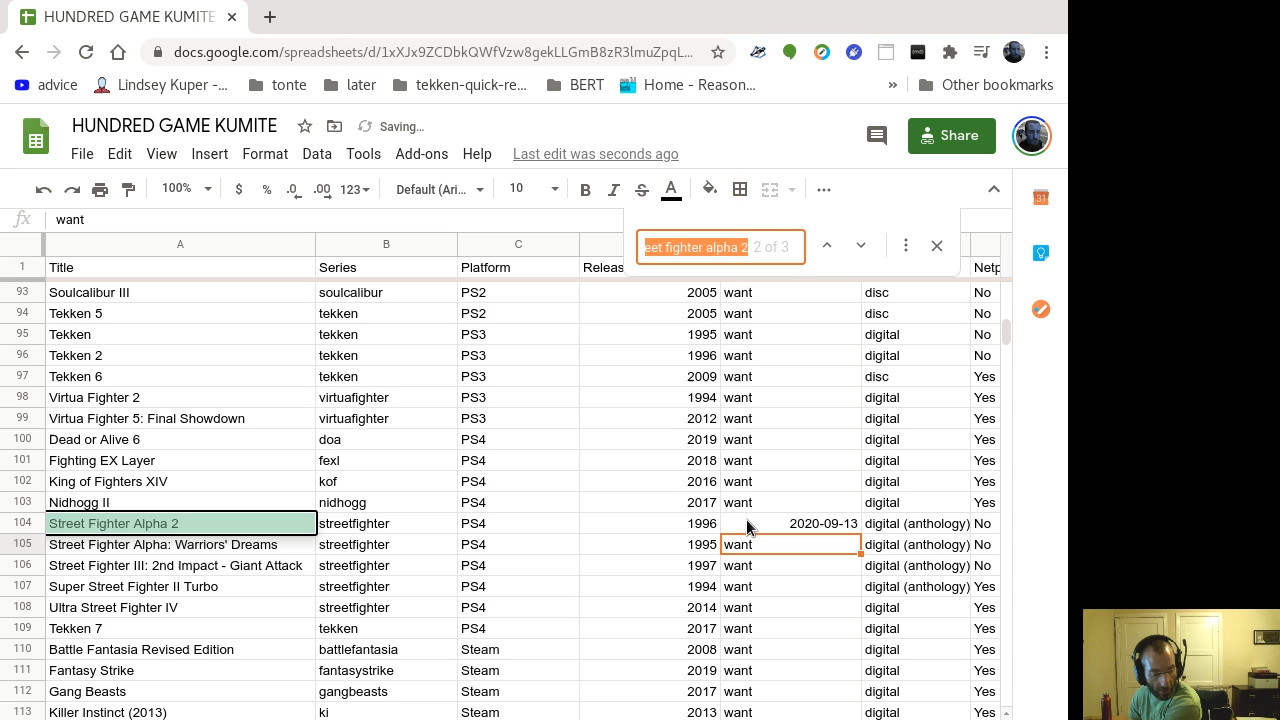 HUNDRED GAME KUMITE
docs.google.com/spreadsheets/d/1xXJx9ZCDbkQWfVzw8gekLLGmB8zR3lmuZpqL...
advice Lindsey Kuper -... tonte later tekken-quick-re... BERT Home - Reason... » Other bookmarks
HUNDRED GAME KUMITE Saving... Share
File Edit View Insert Format Data Tools Add-ons Help Last edit was seconds ago
100% $ % .0 .00 123 Default (Ari... 10 B I S A
fx want
eet fighter alpha 2 2 of 3
A B C
1 Title Series Platform Releas Netp
93 Soulcalibur III soulcalibur PS2 2005 want disc No
94 Tekken 5 tekken PS2 2005 want disc No
95 Tekken tekken PS3 1995 want digital No
96 Tekken 2 tekken PS3 1996 want digital No
97 Tekken 6 tekken PS3 2009 want disc Yes
98 Virtua Fighter 2 virtuafighter PS3 1994 want digital Yes
99 Virtua Fighter 5: Final Showdown virtuafighter PS3 2012 want digital Yes
100 Dead or Alive 6 doa PS4 2019 want digital Yes
101 Fighting EX Layer fexl PS4 2018 want digital Yes
102 King of Fighters XIV kof PS4 2016 want digital Yes
103 Nidhogg II nidhogg PS4 2017 want digital Yes
104 Street Fighter Alpha 2 streetfighter PS4 1996 2020-09-13 digital (anthology) No
105 Street Fighter Alpha: Warriors' Dreams streetfighter PS4 1995 want digital (anthology) No
106 Street Fighter III: 2nd Impact - Giant Attack streetfighter PS4 1997 want digital (anthology) No
107 Super Street Fighter II Turbo streetfighter PS4 1994 want digital (anthology) Yes
108 Ultra Street Fighter IV streetfighter PS4 2014 want digital Yes
109 Tekken 7 tekken PS4 2017 want digital Yes
110 Battle Fantasia Revised Edition battlefantasia Steam 2008 want digital Yes
111 Fantasy Strike fantasystrike Steam 2019 want digital Yes
112 Gang Beasts gangbeasts Steam 2017 want digital Yes
113 Killer Instinct (2013) ki Steam 2013 want digital Yes